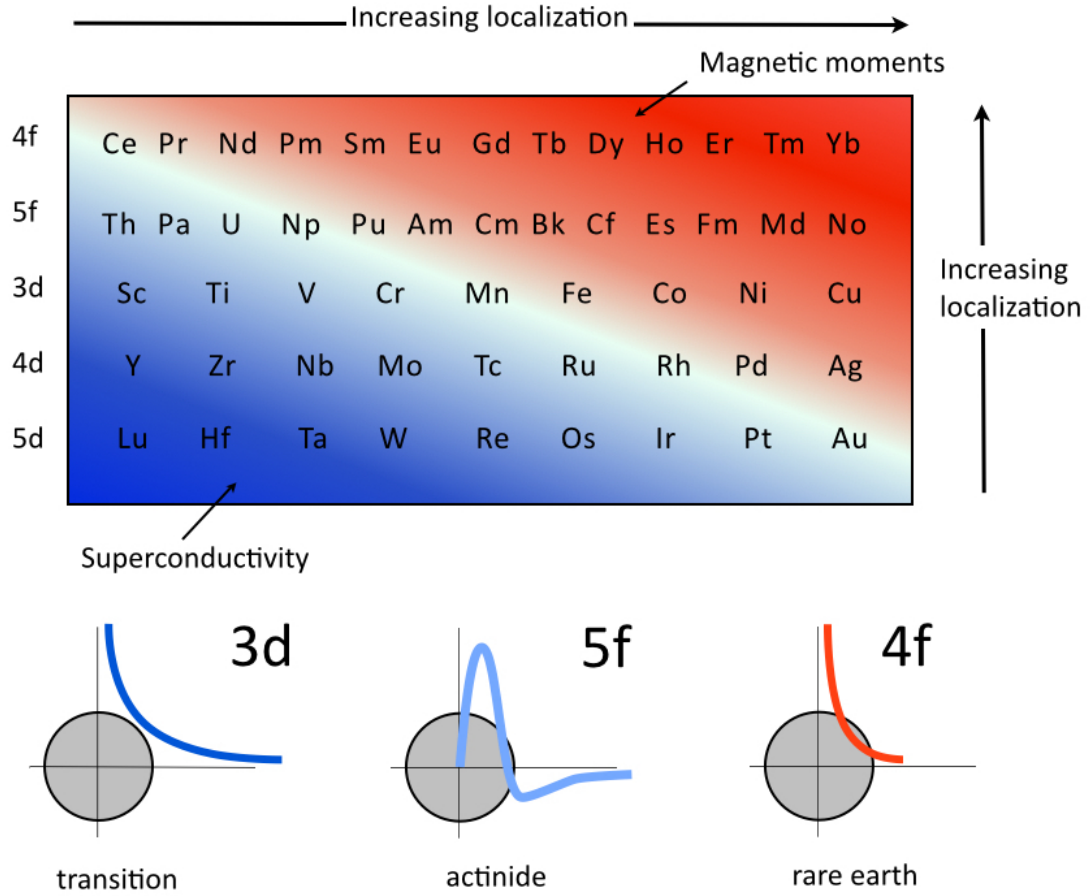 Increasing localization
Magnetic moments
4f Ce Pr Nd Pm Sm Eu Gd Tb Dy Ho Er Tm Yb
5f Th Pa U Np Pu Am Cm Bk Cf Es Fm Md No
3d Sc Ti V Cr Mn Fe Co Ni Cu
4d Y Zr Nb Mo Tc Ru Rh Pd Ag
5d Lu Hf Ta W Re Os Ir Pt Au
Increasing
localization
Superconductivity
3d 5f 4f
transition actinide rare earth